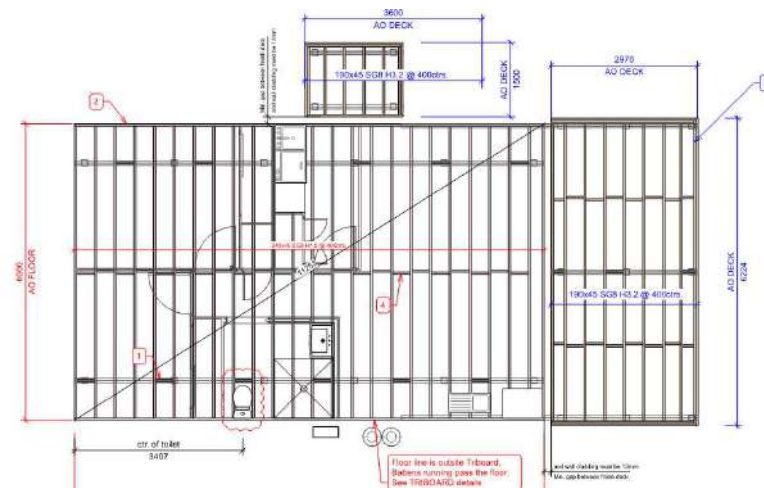 3600
AO DECK
190x45 SG8 H3.2 @ 400ctrs.
AO DECK
1500
2970
AO DECK
2
6000
AO FLOOR
4
190x45 SG8 H3.2 @ 400ctrs.
AO DECK
6224
1
ctr. of toilet
3407
Floor line is outside Triboard.
Battens running pass the floor.
See TRIBOARD details